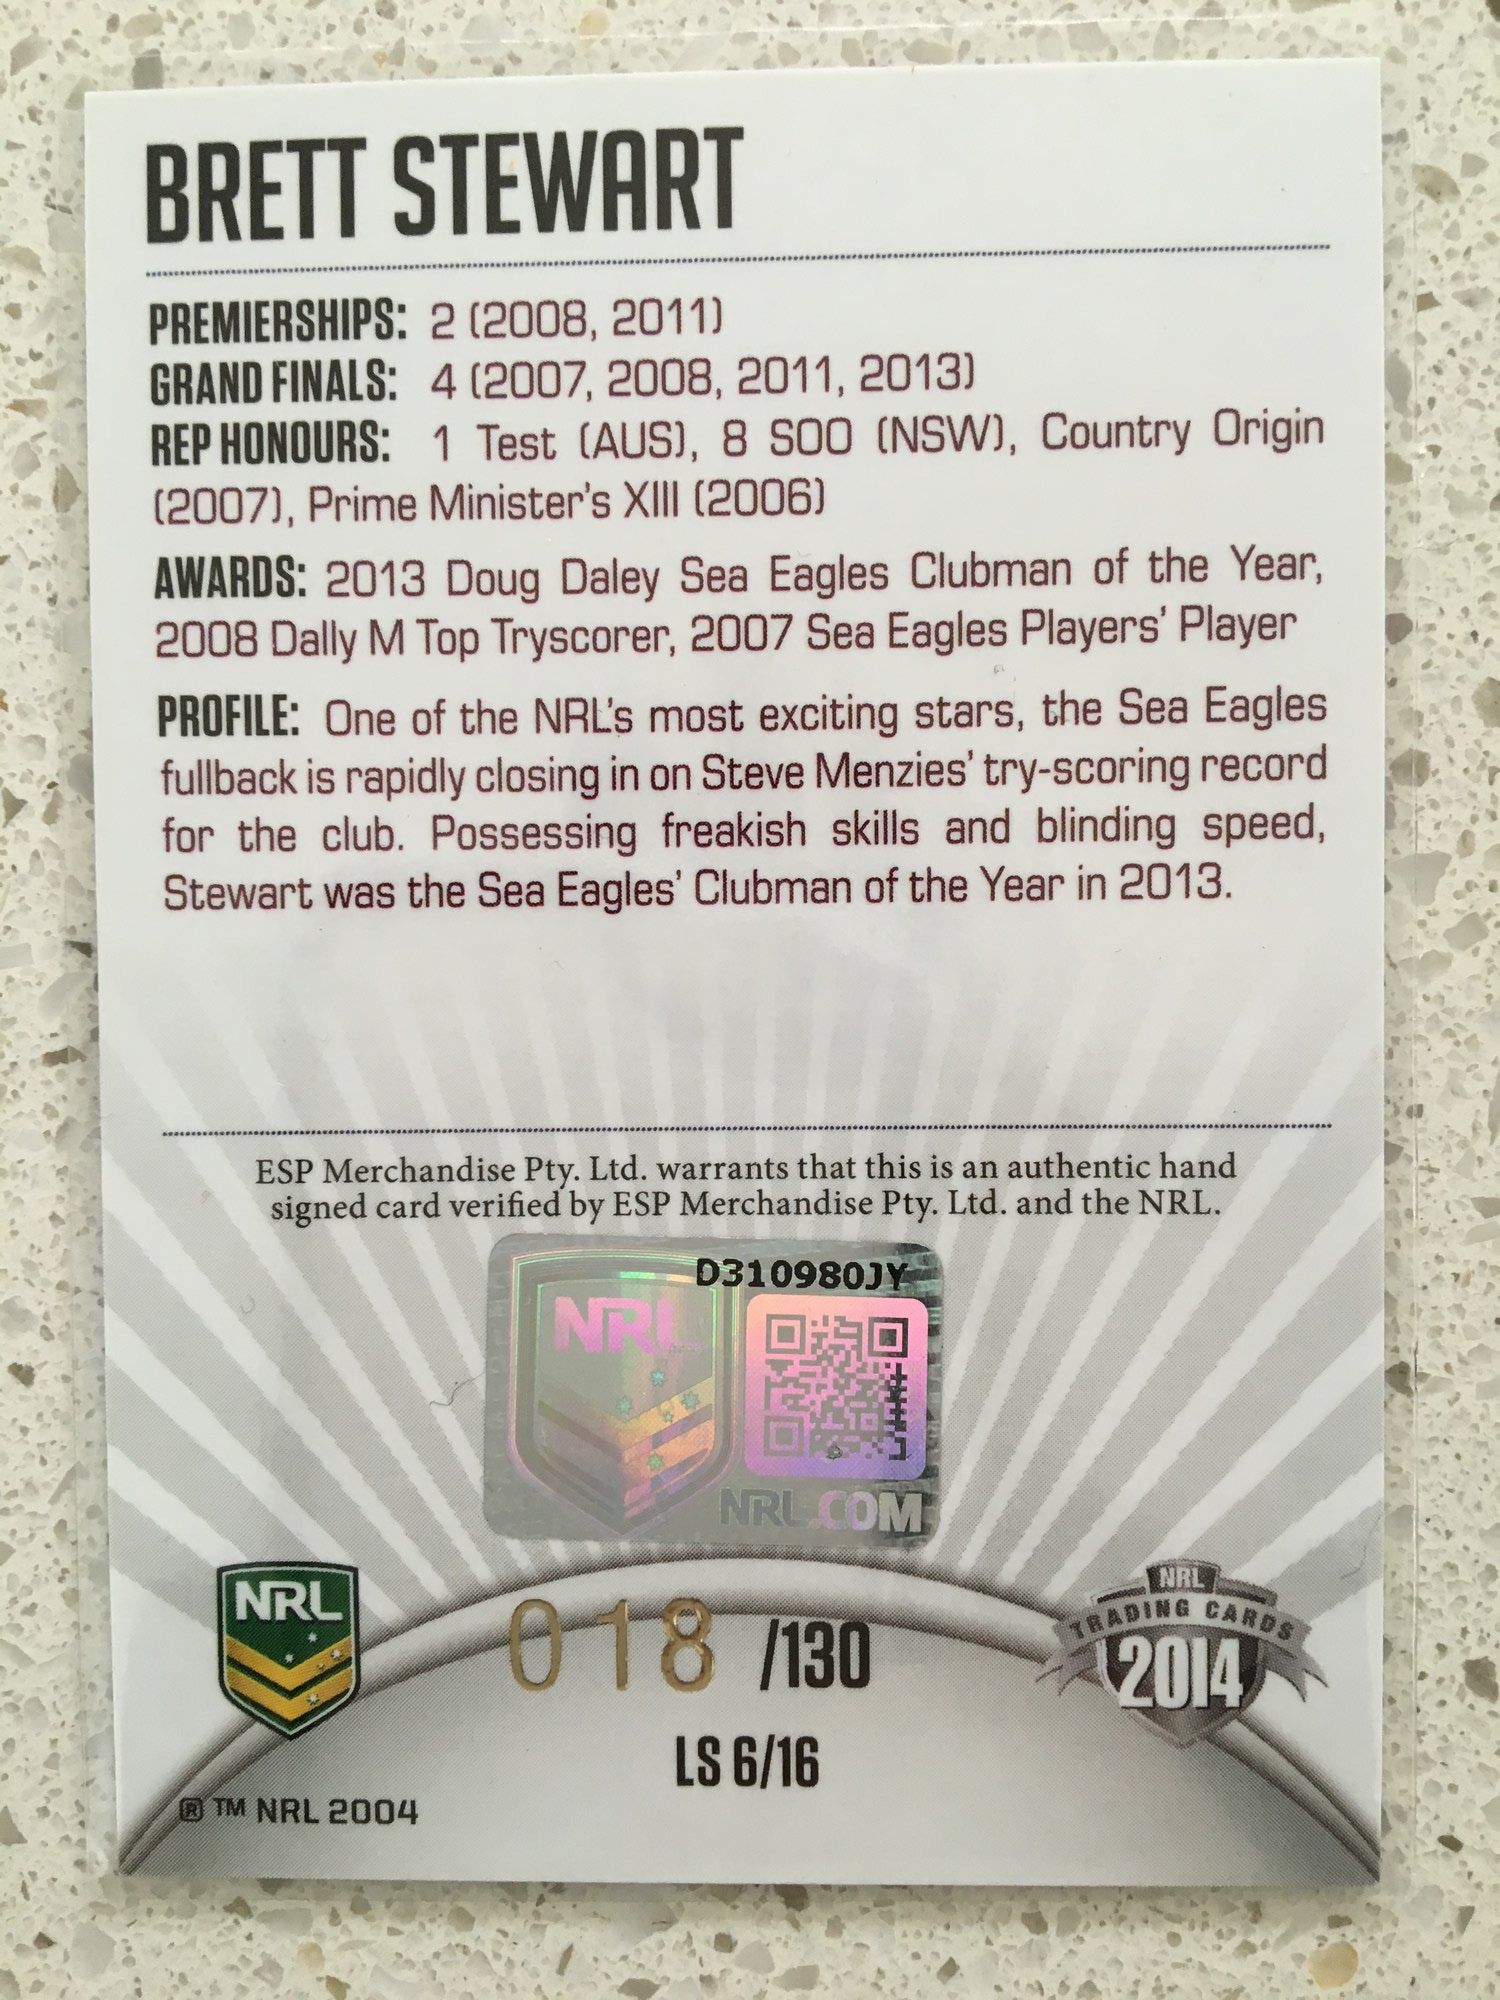 BRETT STEWART
PREMIERSHIPS: 2 (2008, 2011)
GRAND FINALS: 4 (2007, 2008, 2011, 2013)
REP HONOURS: 1 Test (AUS), 8 SOO (NSW), Country Origin
(2007), Prime Minister's XIII (2006)
AWARDS: 2013 Doug Daley Sea Eagles Clubman of the Year,
2008 Dally M Top Tryscorer, 2007 Sea Eagles Players' Player
PROFILE: One of the NRL's most exciting stars, the Sea Eagles
fullback is rapidly closing in on Steve Menzies' try-scoring record
for the club. Possessing freakish skills and blinding speed,
Stewart was the Sea Eagles' Clubman of the Year in 2013.
ESP Merchandise Pty. Ltd. warrants that this is an authentic hand
signed card verified by ESP Merchandise Pty. Ltd. and the NRL.
D310980JY
NRL
NRL.COM
NRL
018 /130
NRL
TRADING CARDS
2014
LS 6/16
® ™ NRL 2004